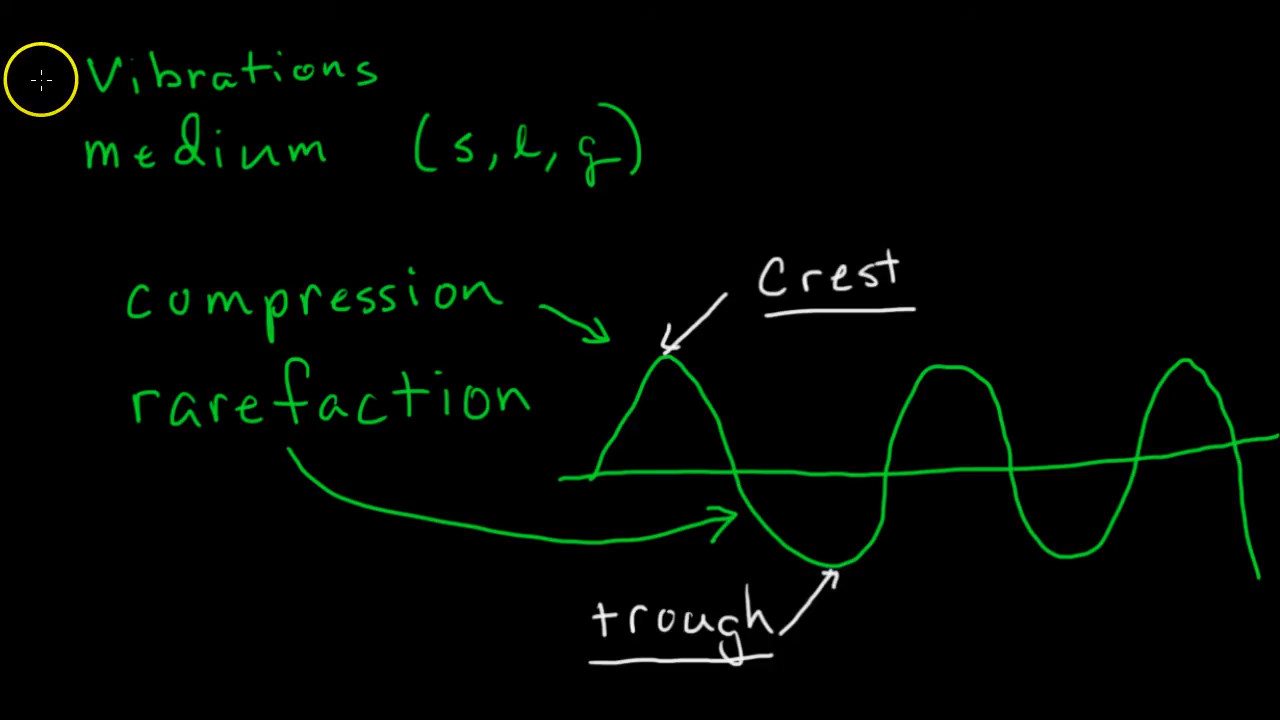 Vibrations
medium (s, l, g)
compression
Crest
rarefaction
trough